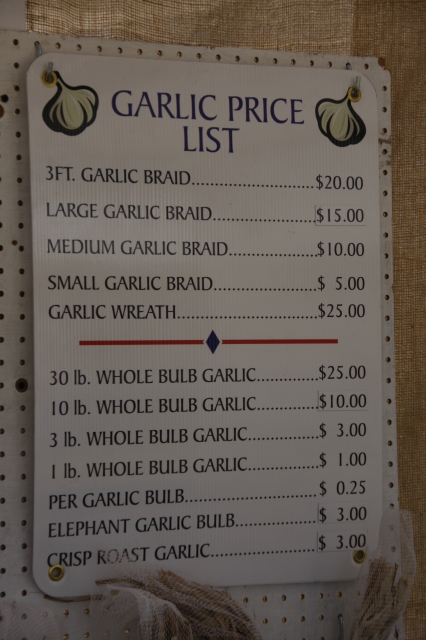 GARLIC PRICE
LIST
3FT. GARLIC BRAID..............................$20.00
LARGE GARLIC BRAID.........................$15.00
MEDIUM GARLIC BRAID.....................$10.00
SMALL GARLIC BRAID.........................$ 5.00
GARLIC WREATH.................................$25.00
30 lb. WHOLE BULB GARLIC..............$25.00
10 lb. WHOLE BULB GARLIC..............$10.00
3 lb. WHOLE BULB GARLIC.................$ 3.00
1 lb. WHOLE BULB GARLIC.................$ 1.00
PER GARLIC BULB................................$ 0.25
ELEPHANT GARLIC BULB....................$ 3.00
CRISP ROAST GARLIC.........................$ 3.00